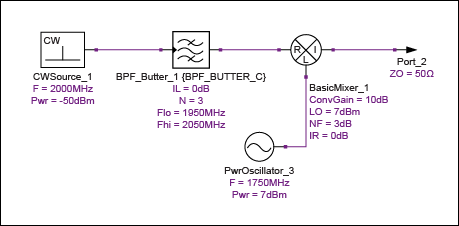 CW
CWSource_1
F = 2000MHz
Pwr = -50dBm
BPF_Butter_1 {BPF_BUTTER_C}
IL = 0dB
N = 3
Flo = 1950MHz
Fhi = 2050MHz
R
I
L
BasicMixer_1
ConvGain = 10dB
LO = 7dBm
NF = 3dB
IR = 0dB
Port_2
ZO = 50Ω
PwrOscillator_3
F = 1750MHz
Pwr = 7dBm